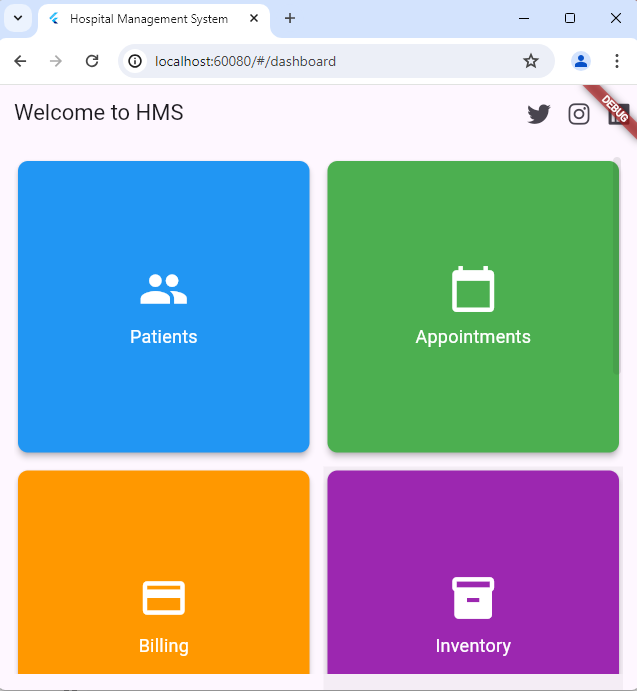 Hospital Management System
localhost:60080/#/dashboard
Welcome to HMS
DEBUG
Patients
Appointments
Billing
Inventory